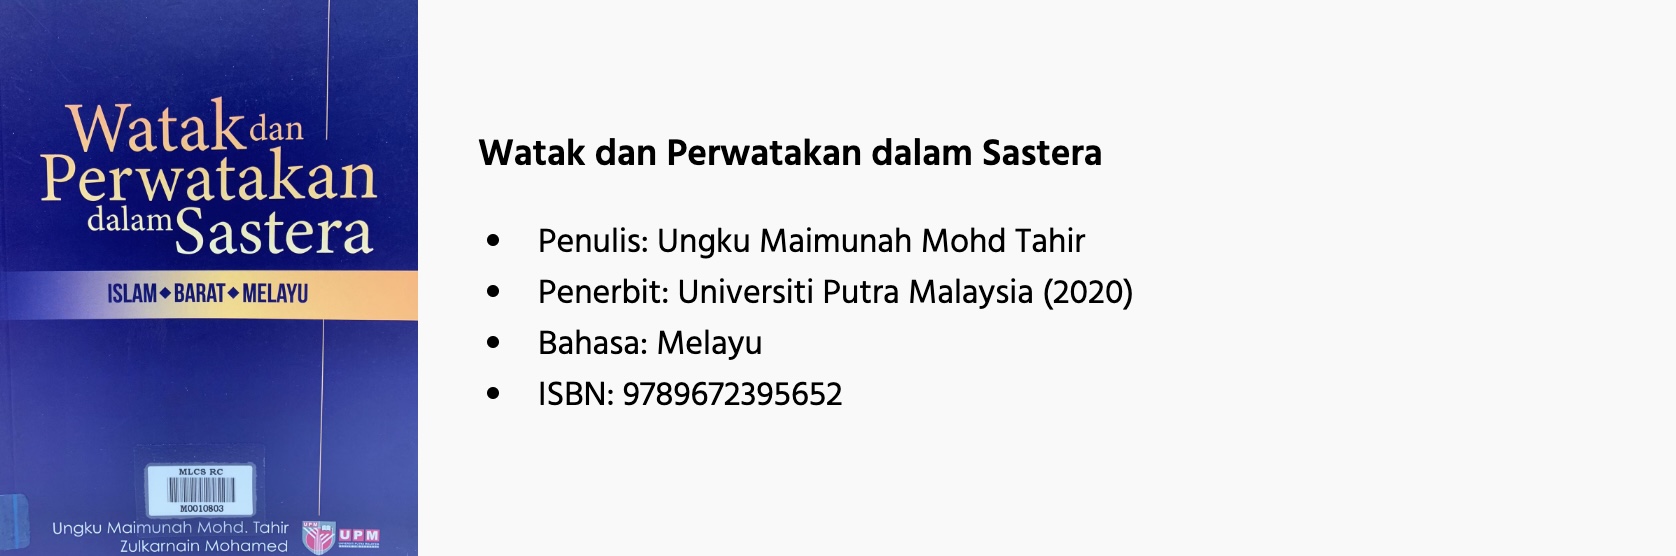 Watak dan
Perwatakan
dalam Sastera
ISLAM◆BARAT◆MELAYU
MLCS RC
M0010803
Ungku Maimunah Mohd. Tahir
Zulkarnain Mohamed
UPM
UPM
Watak dan Perwatakan dalam Sastera
• Penulis: Ungku Maimunah Mohd Tahir
• Penerbit: Universiti Putra Malaysia (2020)
• Bahasa: Melayu
• ISBN: 9789672395652